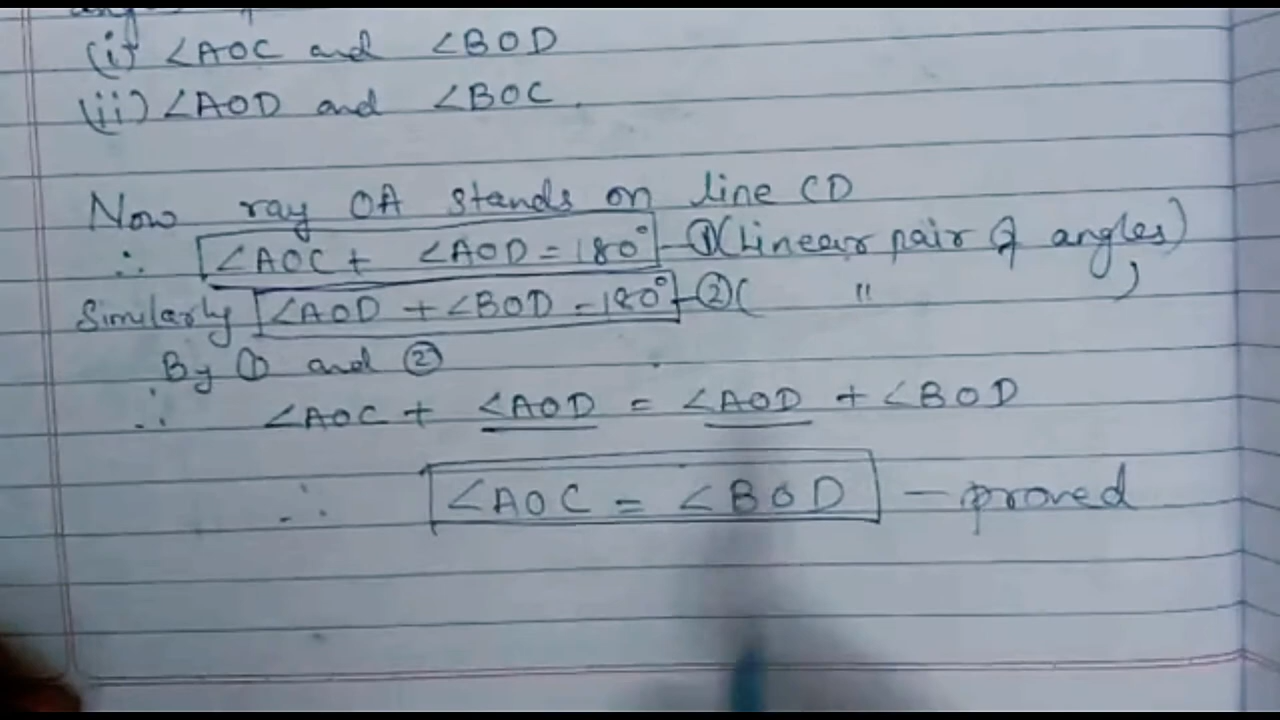 (i) ∠AOC and ∠BOD
(ii) ∠AOD and ∠BOC.
Now ray OA stands on line CD
∴ ∠AOC + ∠AOD = 180° - ① (Linear pair of angles)
Similarly ∠AOD + ∠BOD = 180° - ② ( " )
By ① and ②
∴ ∠AOC + ∠AOD = ∠AOD + ∠BOD
∴ ∠AOC = ∠BOD - proved